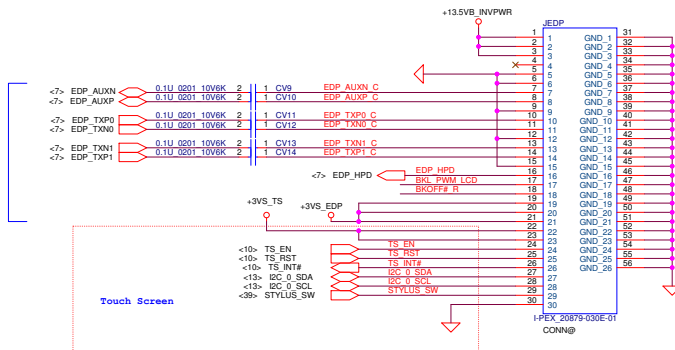 +13.5VB_INVPWR
JEDP
1 1 GND_1 31
2 2 GND_2 32
3 3 GND_3 33
4 4 GND_4 34
5 5 GND_5 35
6 6 GND_6 36
<7> EDP_AUXN 0.1U_0201_10V6K 2 1 CV9 EDP_AUXN_C 7 7 GND_7 37
<7> EDP_AUXP 0.1U_0201_10V6K 2 1 CV10 EDP_AUXP_C 8 8 GND_8 38
9 9 GND_9 39
<7> EDP_TXP0 0.1U_0201_10V6K 2 1 CV11 EDP_TXP0_C 10 10 GND_10 40
<7> EDP_TXN0 0.1U_0201_10V6K 2 1 CV12 EDP_TXN0_C 11 11 GND_11 41
12 12 GND_12 42
<7> EDP_TXN1 0.1U_0201_10V6K 2 1 CV13 EDP_TXN1_C 13 13 GND_13 43
<7> EDP_TXP1 0.1U_0201_10V6K 2 1 CV14 EDP_TXP1_C 14 14 GND_14 44
15 15 GND_15 45
<7> EDP_HPD EDP_HPD 16 16 GND_16 46
BKL_PWM_LCD 17 17 GND_17 47
BKOFF#_R 18 18 GND_18 48
+3VS_TS 19 19 GND_19 49
+3VS_EDP 20 20 GND_20 50
21 21 GND_21 51
22 22 GND_22 52
23 23 GND_23 53
<10> TS_EN TS_EN 24 24 GND_24 54
<10> TS_RST TS_RST 25 25 GND_25 55
<10> TS_INT# TS_INT# 26 26 GND_26 56
<13> I2C_0_SDA I2C_0_SDA 27 27
<13> I2C_0_SCL I2C_0_SCL 28 28
<39> STYLUS_SW STYLUS_SW 29 29
Touch Screen
30 30
I-PEX_20879-030E-01
CONN@